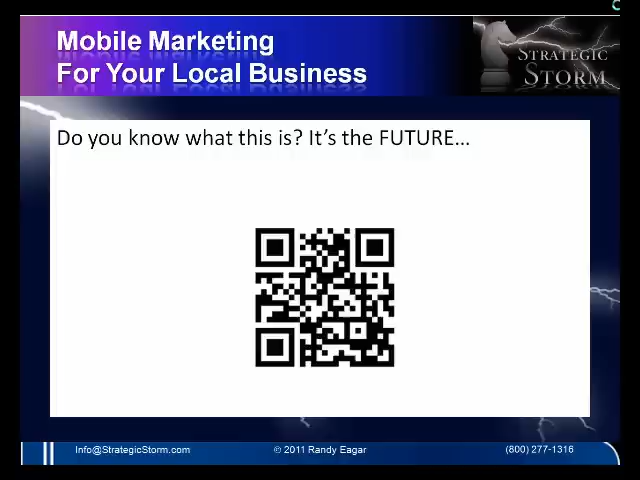 Mobile Marketing
For Your Local Business
STRATEGIC
STORM
Do you know what this is? It's the FUTURE...
Info@StrategicStorm.com
© 2011 Randy Eagar
(800) 277-1316